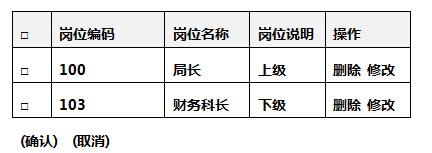 □ 岗位编码 岗位名称 岗位说明 操作
□ 100 局长 上级 删除 修改
□ 103 财务科长 下级 删除 修改
(确认) (取消)